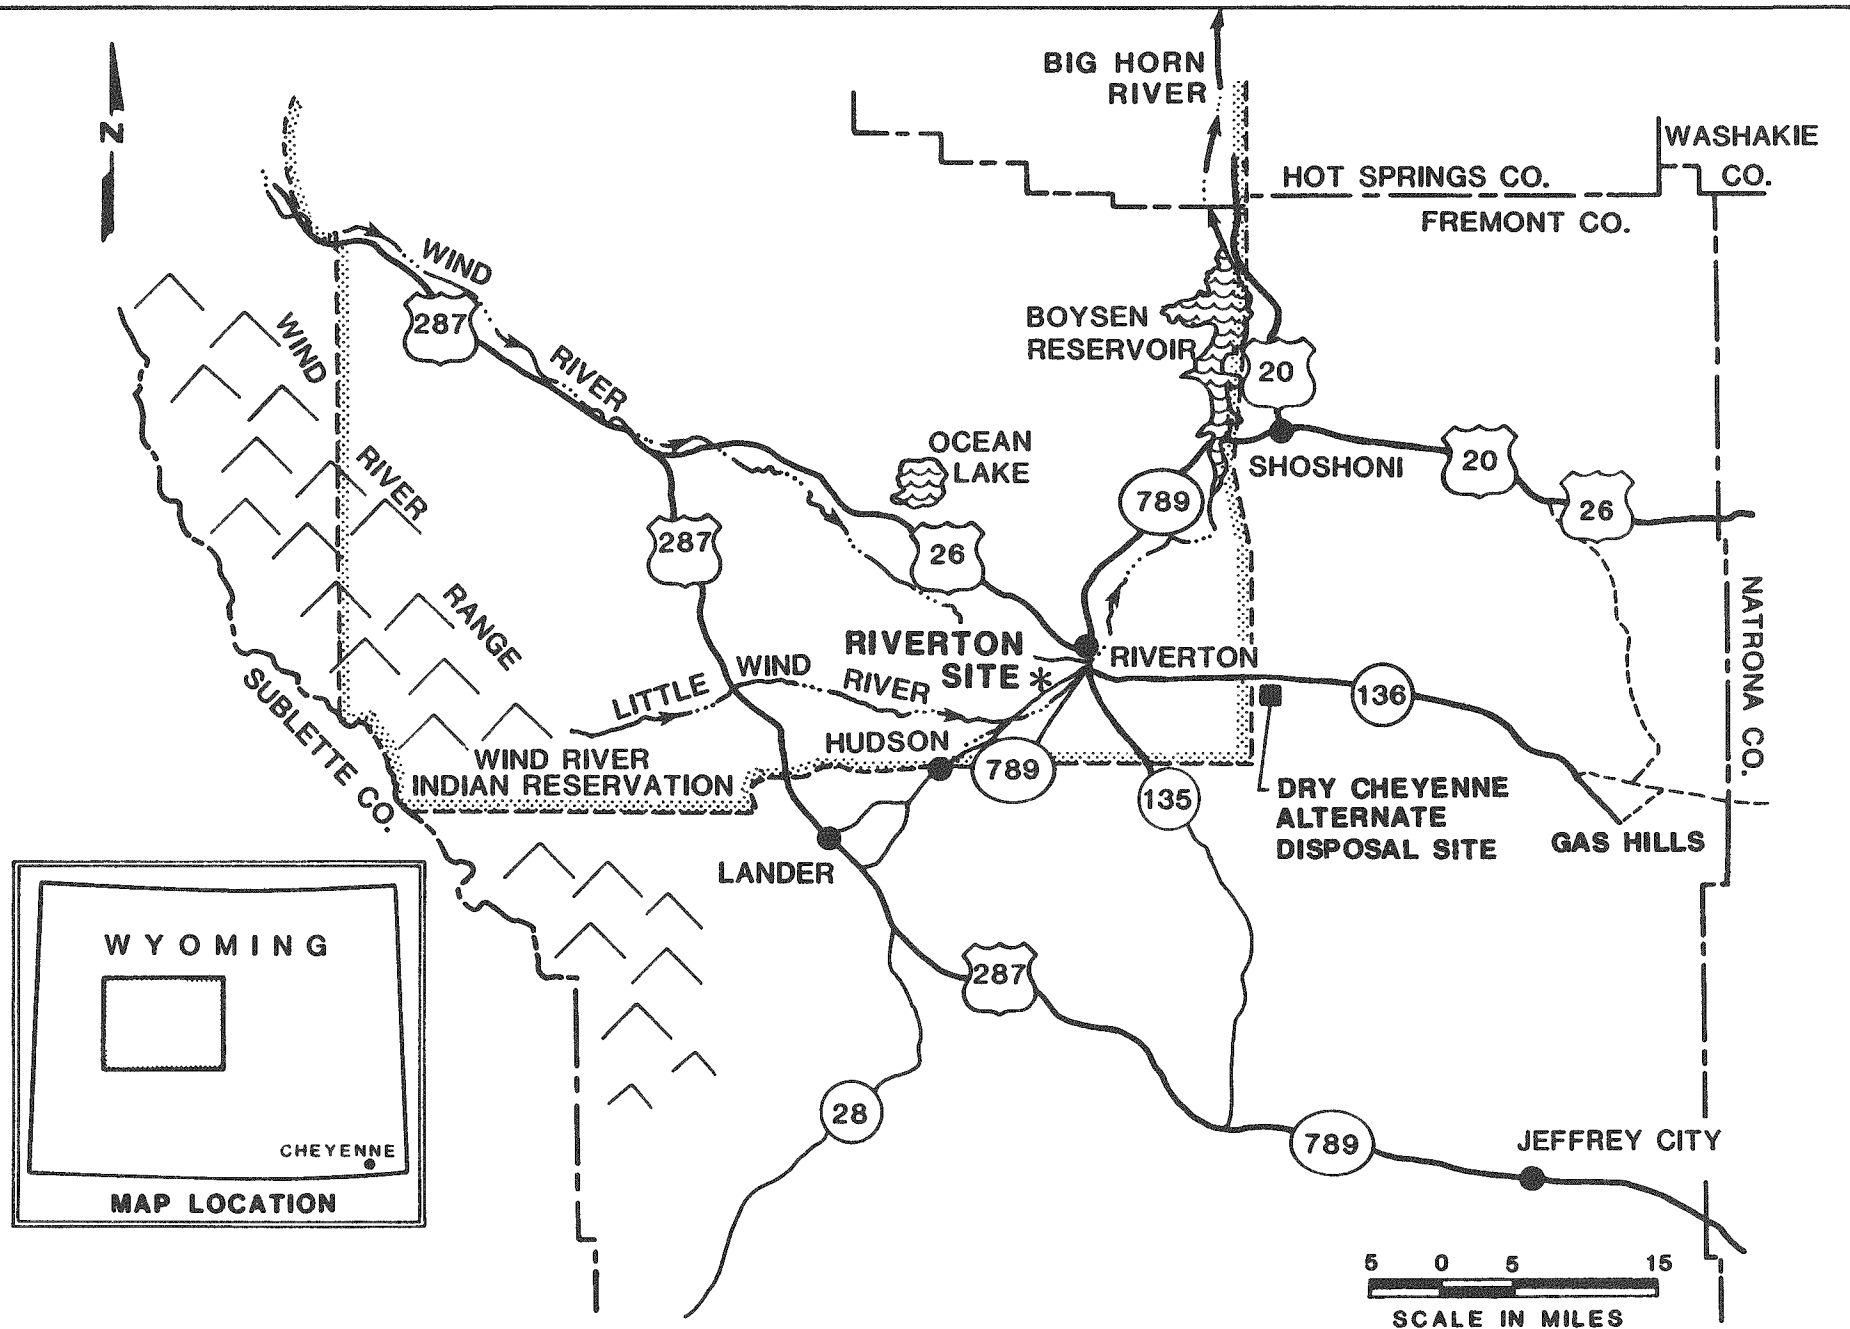 BIG HORN
RIVER
N
WASHAKIE
CO.
HOT SPRINGS CO.
FREMONT CO.
WIND
RIVER
287
WIND
RIVER
RANGE
BOYSEN
RESERVOIR
20
OCEAN
LAKE
SHOSHONI
20
26
789
287
26
NATRONA CO.
RIVERTON
SITE *
RIVERTON
LITTLE
WIND
RIVER
136
SUBLETTE CO.
HUDSON
WIND RIVER
INDIAN RESERVATION
789
135
DRY CHEYENNE
ALTERNATE
DISPOSAL SITE
GAS HILLS
LANDER
WYOMING
CHEYENNE
MAP LOCATION
287
28
789
JEFFREY CITY
5 0 5 15
SCALE IN MILES